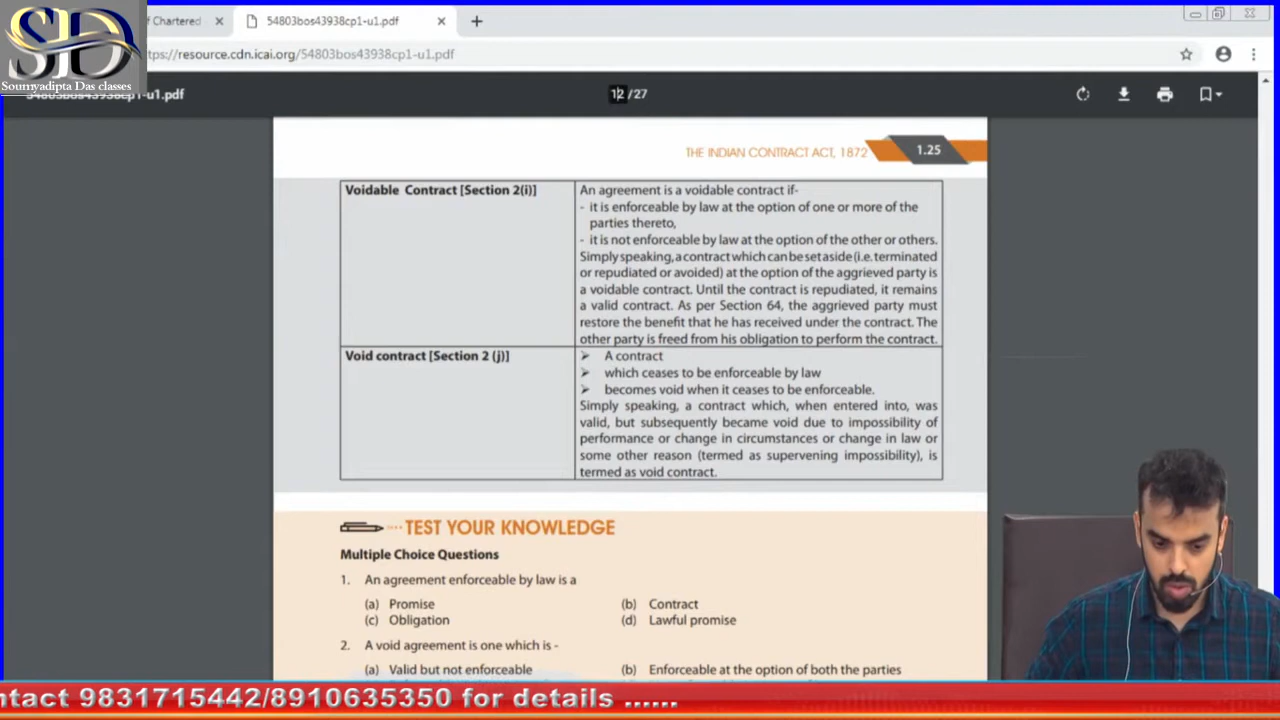 SD
Soumyadipta Das classes
f Chartered
54803bos43938cp1-u1.pdf
ttps://resource.cdn.icai.org/54803bos43938cp1-u1.pdf
54803bos43938cp1-u1.pdf
12 /27
THE INDIAN CONTRACT ACT, 1872
1.25
Voidable Contract [Section 2(i)]
An agreement is a voidable contract if-
- it is enforceable by law at the option of one or more of the
parties thereto,
- it is not enforceable by law at the option of the other or others.
Simply speaking, a contract which can be set aside (i.e. terminated
or repudiated or avoided) at the option of the aggrieved party is
a voidable contract. Until the contract is repudiated, it remains
a valid contract. As per Section 64, the aggrieved party must
restore the benefit that he has received under the contract. The
other party is freed from his obligation to perform the contract.
Void contract [Section 2 (j)]
➢ A contract
➢ which ceases to be enforceable by law
➢ becomes void when it ceases to be enforceable.
Simply speaking, a contract which, when entered into, was
valid, but subsequently became void due to impossibility of
performance or change in circumstances or change in law or
some other reason (termed as supervening impossibility), is
termed as void contract.
TEST YOUR KNOWLEDGE
Multiple Choice Questions
1. An agreement enforceable by law is a
(a) Promise (b) Contract
(c) Obligation (d) Lawful promise
2. A void agreement is one which is -
(a) Valid but not enforceable (b) Enforceable at the option of both the parties
ntact 9831715442/8910635350 for details ......